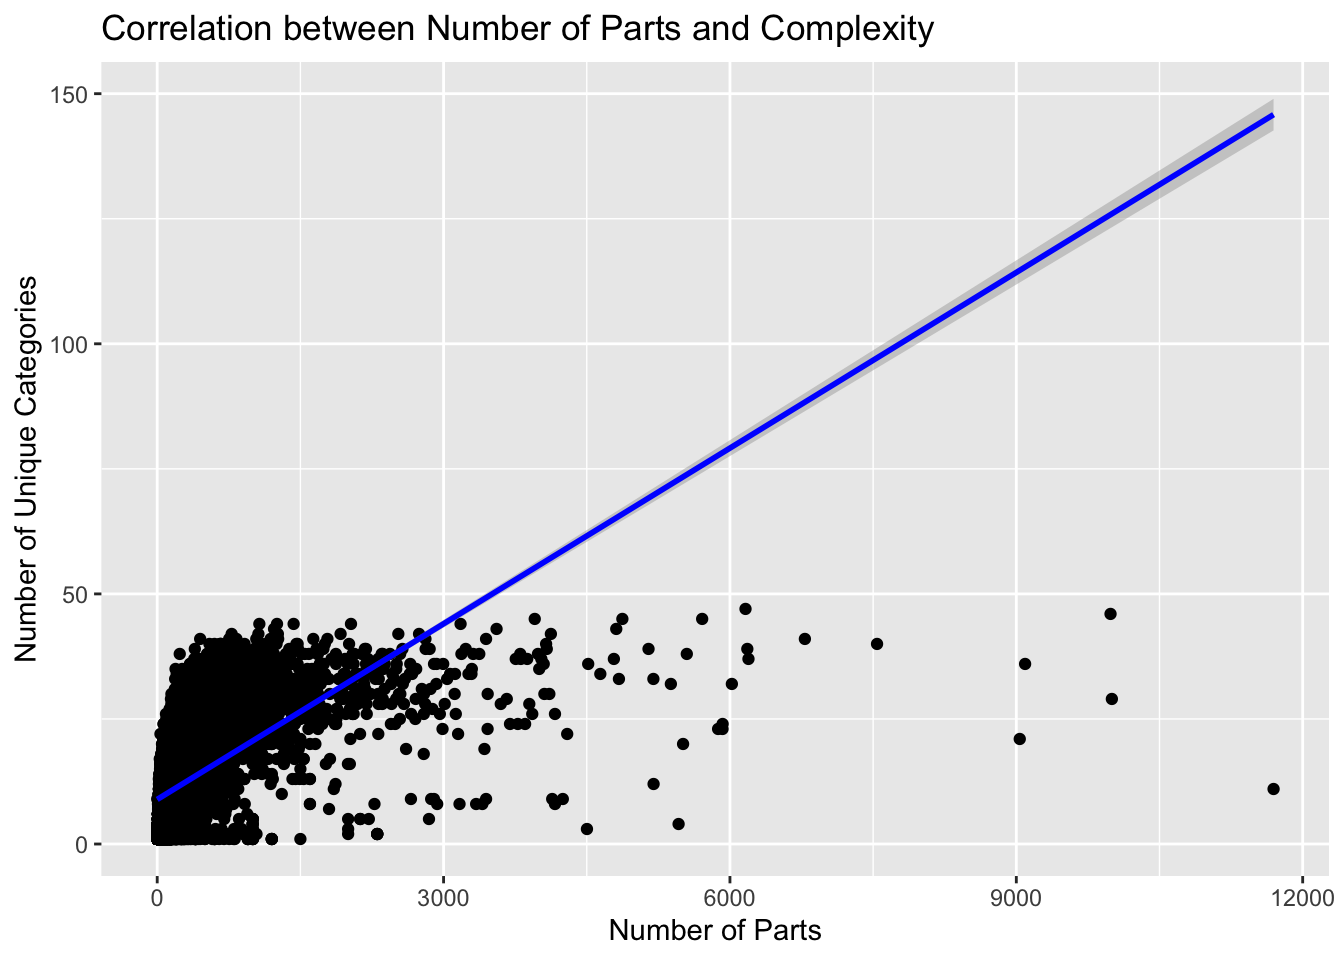 Correlation between Number of Parts and Complexity
150
100
50
0
Number of Unique Categories
0 3000 6000 9000 12000
Number of Parts